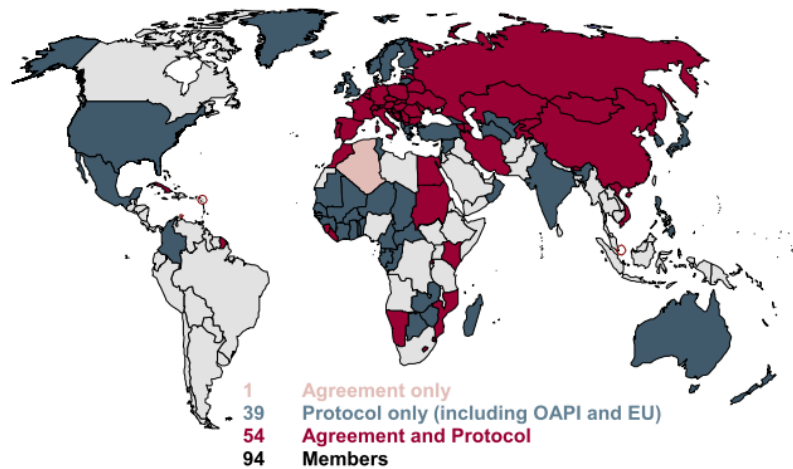 1 Agreement only
39 Protocol only (including OAPI and EU)
54 Agreement and Protocol
94 Members